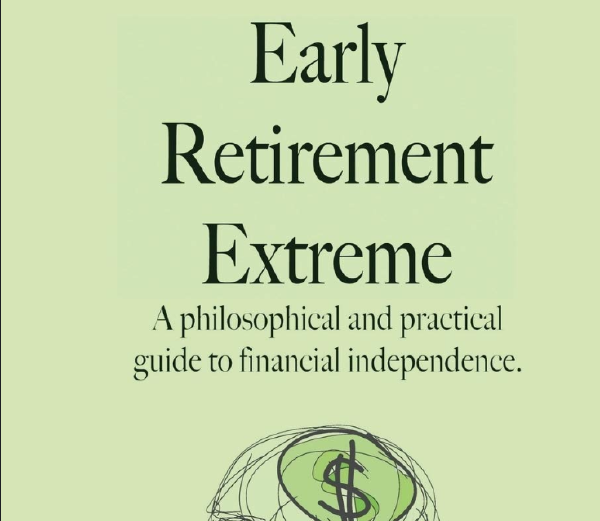 Early
Retirement
Extreme
A philosophical and practical
guide to financial independence.
$